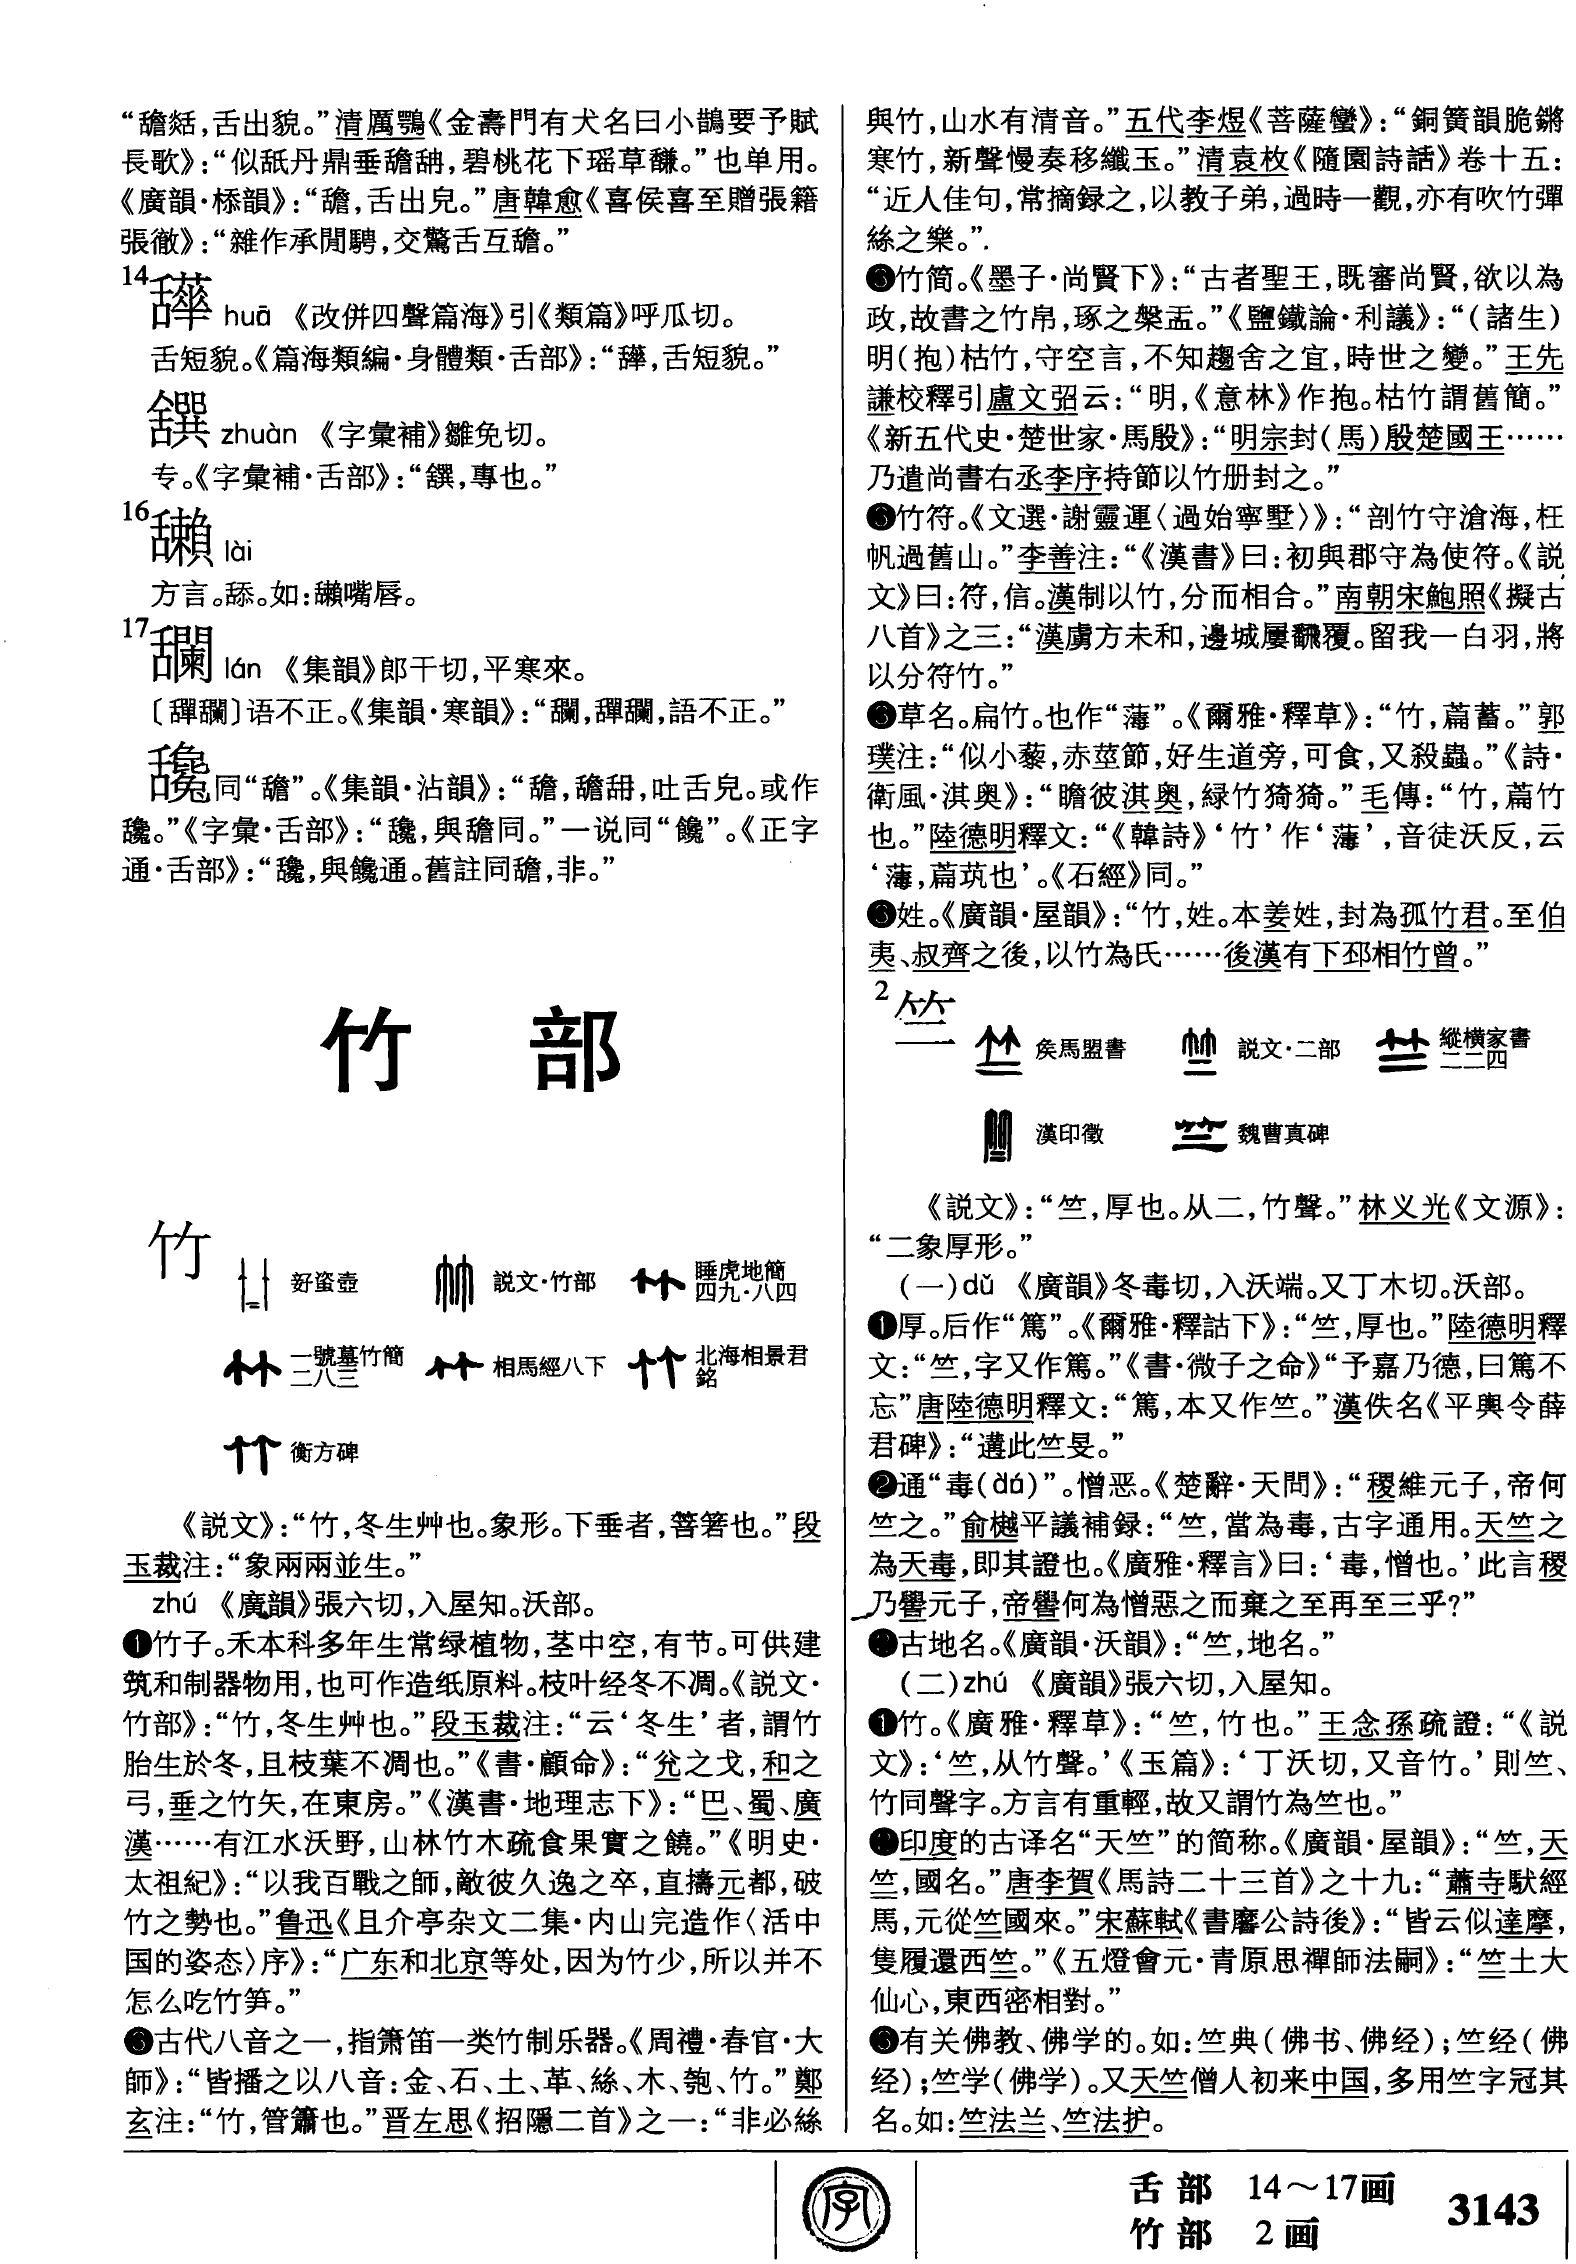 “舚𦧧,舌出貌。”清厲鶚《金壽門有犬名曰小鵲要予賦
長歌》:“似舐丹鼎垂舚舑,碧桃花下瑶草馦。”也单用。
《廣韻·㮇韻》:“舚,舌出皃。”唐韓愈《喜侯喜至贈張籍
張徹》:“雜作承閒騁,交驚舌互舚。”
14
huā 《改併四聲篇海》引《類篇》呼瓜切。
舌短貌。《篇海類編·身體類·舌部》:“,舌短貌。”
zhuàn 《字彙補》雛免切。
专。《字彙補·舌部》:“,專也。”
16
lài
方言。舔。如:嘴唇。
17
lán 《集韻》郎干切,平寒來。
〔〕语不正。《集韻·寒韻》:“,,語不正。”
同“舚”。《集韻·沾韻》:“舚,舚舑,吐舌皃。或作
。”《字彙·舌部》:“,與舚同。”一说同“饞”。《正字
通·舌部》:“,與饞通。舊註同舚,非。”
竹 部
竹
𧊒壺
説文·竹部
睡虎地簡
四九·八四
一號墓竹簡
二八三
相馬經八下
北海相景君
銘
衡方碑
《説文》:“竹,冬生艸也。象形。下垂者,箁箬也。”段
玉裁注:“象兩兩並生。”
zhú 《廣韻》張六切,入屋知。沃部。
❶竹子。禾本科多年生常绿植物,茎中空,有节。可供建
筑和制器物用,也可作造纸原料。枝叶经冬不凋。《説文·
竹部》:“竹,冬生艸也。”段玉裁注:“云‘冬生’者,謂竹
胎生於冬,且枝葉不凋也。”《書·顧命》:“兊之戈,和之
弓,垂之竹矢,在東房。”《漢書·地理志下》:“巴、蜀、廣
漢……有江水沃野,山林竹木疏食果實之饒。”《明史·
太祖紀》:“以我百戰之師,敵彼久逸之卒,直擣元都,破
竹之勢也。”鲁迅《且介亭杂文二集·内山完造作〈活中
国的姿态〉序》:“广东和北京等处,因为竹少,所以并不
怎么吃竹笋。”
古代八音之一,指箫笛一类竹制乐器。《周禮·春官·大
師》:“皆播之以八音:金、石、土、革、絲、木、匏、竹。”鄭
玄注:“竹,管簫也。”晋左思《招隱二首》之一:“非必絲
與竹,山水有清音。”五代李煜《菩薩蠻》:“銅簧韻脆鏘
寒竹,新聲慢奏移纖玉。”清袁枚《隨園詩話》卷十五:
“近人佳句,常摘録之,以教子弟,過時一觀,亦有吹竹彈
絲之樂。”
竹简。《墨子·尚賢下》:“古者聖王,既審尚賢,欲以為
政,故書之竹帛,琢之槃盂。”《鹽鐵論·利議》:“(諸生)
明(抱)枯竹,守空言,不知趨舍之宜,時世之變。”王先
謙校釋引盧文弨云:“明,《意林》作抱。枯竹謂舊簡。”
《新五代史·楚世家·馬殷》:“明宗封(馬)殷楚國王……
乃遣尚書右丞李序持節以竹册封之。”
竹符。《文選·謝靈運〈過始寧墅〉》:“剖竹守滄海,枉
帆過舊山。”李善注:“《漢書》曰:初與郡守為使符。《説
文》曰:符,信。漢制以竹,分而相合。”南朝宋鮑照《擬古
八首》之三:“漢虜方未和,邊城屢飜覆。留我一白羽,將
以分符竹。”
草名。扁竹。也作“薄”。《爾雅·釋草》:“竹,萹蓄。”郭
璞注:“似小藜,赤莖節,好生道旁,可食,又殺蟲。”《詩·
衛風·淇奥》:“瞻彼淇奥,緑竹猗猗。”毛傳:“竹,萹竹
也。”陸德明釋文:“《韓詩》‘竹’作‘薄’,音徒沃反,云
‘薄,萹茿也’。《石經》同。”
姓。《廣韻·屋韻》:“竹,姓。本姜姓,封為孤竹君。至伯
夷、叔齊之後,以竹為氏……後漢有下邳相竹曾。”
2
竺
矦馬盟書
説文·二部
縱横家書
二二四
漢印徵
魏曹真碑
《説文》:“竺,厚也。从二,竹聲。”林义光《文源》:
“二象厚形。”
(一)dǔ 《廣韻》冬毒切,入沃端。又丁木切。沃部。
❶厚。后作“篤”。《爾雅·釋詁下》:“竺,厚也。”陸德明釋
文:“竺,字又作篤。”《書·微子之命》“予嘉乃德,曰篤不
忘”唐陸德明釋文:“篤,本又作竺。”漢佚名《平輿令薛
君碑》:“遘此竺旻。”
❷通“毒(dú)”。憎恶。《楚辭·天問》:“稷維元子,帝何
竺之。”俞樾平議補録:“竺,當為毒,古字通用。天竺之
為天毒,即其證也。《廣雅·釋言》曰:‘毒,憎也。’此言稷
乃嚳元子,帝嚳何為憎惡之而棄之至再至三乎?”
古地名。《廣韻·沃韻》:“竺,地名。”
(二)zhú 《廣韻》張六切,入屋知。
❶竹。《廣雅·釋草》:“竺,竹也。”王念孫疏證:“《説
文》:‘竺,从竹聲。’《玉篇》:‘丁沃切,又音竹。’則竺、
竹同聲字。方言有重輕,故又謂竹為竺也。”
印度的古译名“天竺”的简称。《廣韻·屋韻》:“竺,天
竺,國名。”唐李賀《馬詩二十三首》之十九:“蕭寺馱經
馬,元從竺國來。”宋蘇軾《書麐公詩後》:“皆云似達摩,
隻履還西竺。”《五燈會元·青原思禪師法嗣》:“竺土大
仙心,東西密相對。”
有关佛教、佛学的。如:竺典(佛书、佛经);竺经(佛
经);竺学(佛学)。又天竺僧人初来中国,多用竺字冠其
名。如:竺法兰、竺法护。
字
舌部 14～17画
竹部 2画
3143